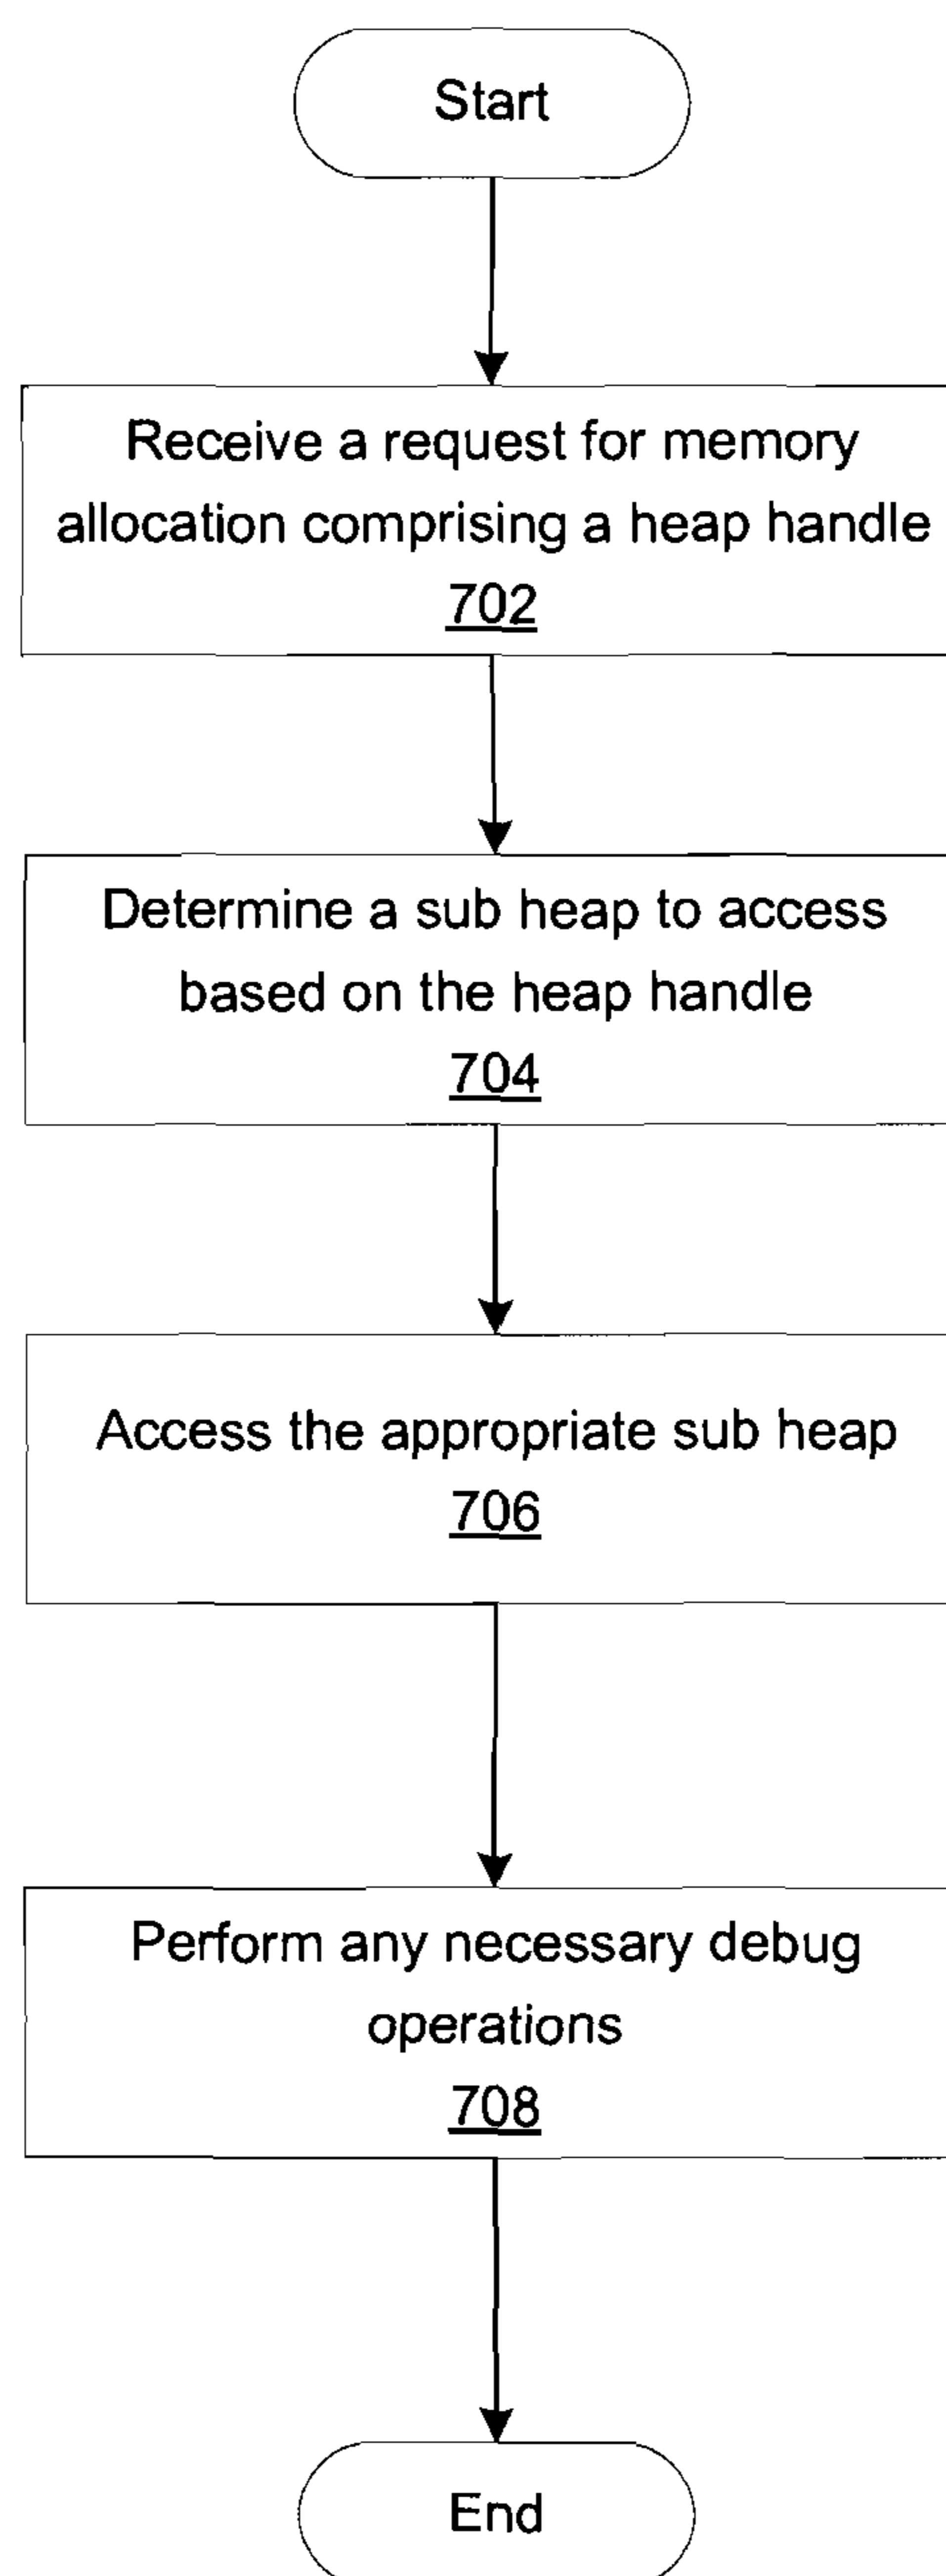 Start
Receive a request for memory
allocation comprising a heap handle
702
Determine a sub heap to access
based on the heap handle
704
Access the appropriate sub heap
706
Perform any necessary debug
operations
708
End